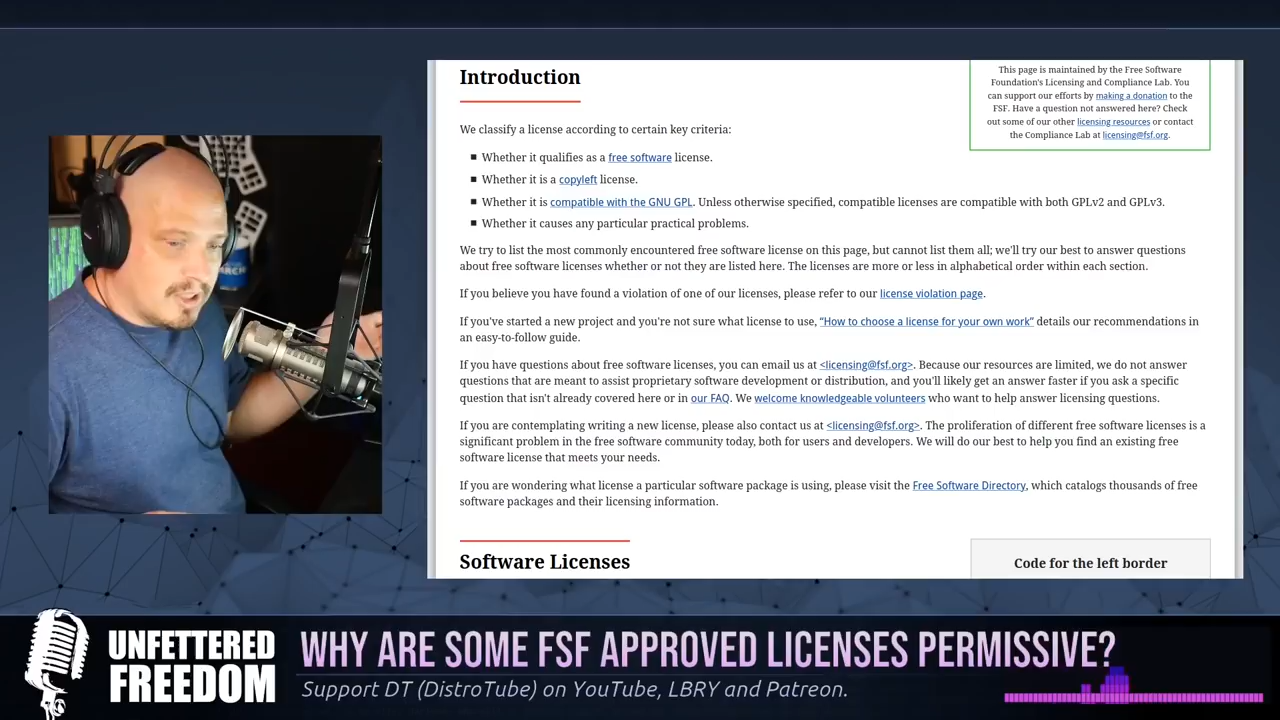 Introduction
We classify a license according to certain key criteria:
Whether it qualifies as a free software license.
Whether it is a copyleft license.
Whether it is compatible with the GNU GPL. Unless otherwise specified, compatible licenses are compatible with both GPLv2 and GPLv3.
Whether it causes any particular practical problems.
We try to list the most commonly encountered free software license on this page, but cannot list them all; we'll try our best to answer questions
about free software licenses whether or not they are listed here. The licenses are more or less in alphabetical order within each section.
If you believe you have found a violation of one of our licenses, please refer to our license violation page.
If you've started a new project and you're not sure what license to use, “How to choose a license for your own work” details our recommendations in
an easy-to-follow guide.
If you have questions about free software licenses, you can email us at <licensing@fsf.org>. Because our resources are limited, we do not answer
questions that are meant to assist proprietary software development or distribution, and you'll likely get an answer faster if you ask a specific
question that isn't already covered here or in our FAQ. We welcome knowledgeable volunteers who want to help answer licensing questions.
If you are contemplating writing a new license, please also contact us at <licensing@fsf.org>. The proliferation of different free software licenses is a
significant problem in the free software community today, both for users and developers. We will do our best to help you find an existing free
software license that meets your needs.
If you are wondering what license a particular software package is using, please visit the Free Software Directory, which catalogs thousands of free
software packages and their licensing information.
Software Licenses
This page is maintained by the Free Software
Foundation's Licensing and Compliance Lab. You
can support our efforts by making a donation to the
FSF. Have a question not answered here? Check
out some of our other licensing resources or contact
the Compliance Lab at licensing@fsf.org.
Code for the left border
UNFETTERED
FREEDOM
WHY ARE SOME FSF APPROVED LICENSES PERMISSIVE?
Support DT (DistroTube) on YouTube, LBRY and Patreon.